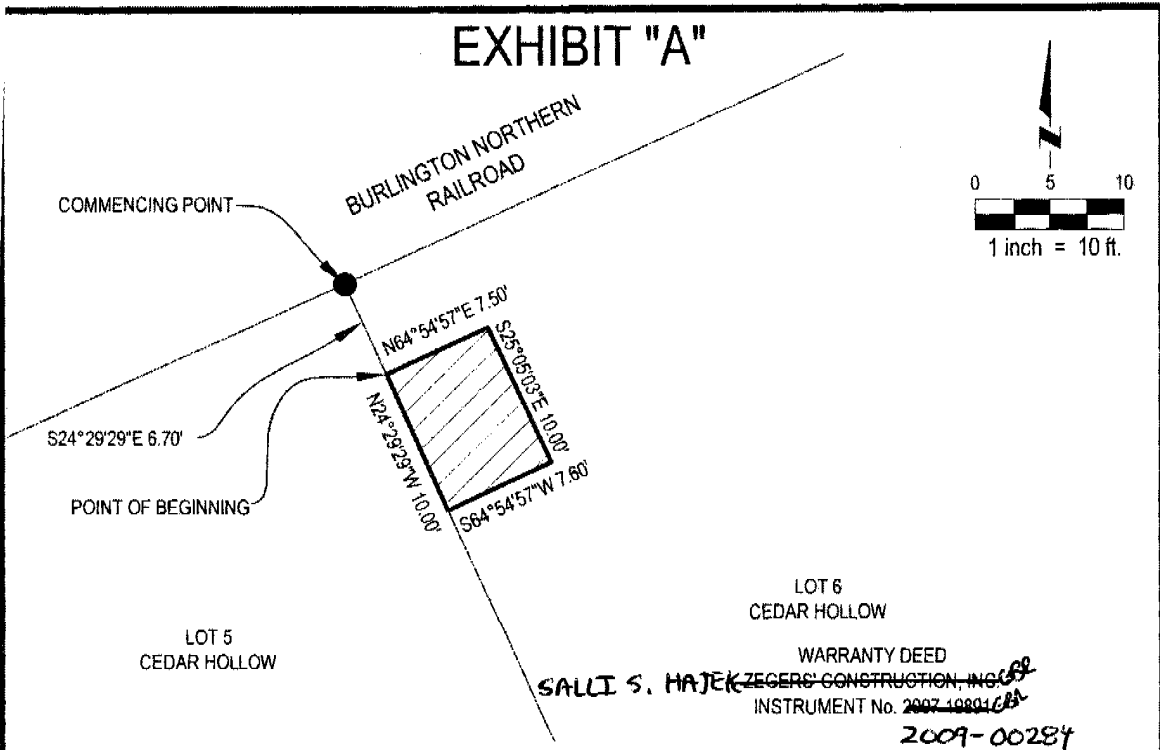 EXHIBIT "A"
BURLINGTON NORTHERN
RAILROAD
COMMENCING POINT
0 5 10
1 inch = 10 ft.
N64°54'57"E 7.50'
S25°05'03"E 10.00'
N24°29'29"W 10.00'
S64°54'57"W 7.60'
S24°29'29"E 6.70'
POINT OF BEGINNING
LOT 5
CEDAR HOLLOW
LOT 6
CEDAR HOLLOW
WARRANTY DEED
SALLI S. HAJEK ZEGERS' CONSTRUCTION, INC.
INSTRUMENT No. 2007-10891
2009-00284